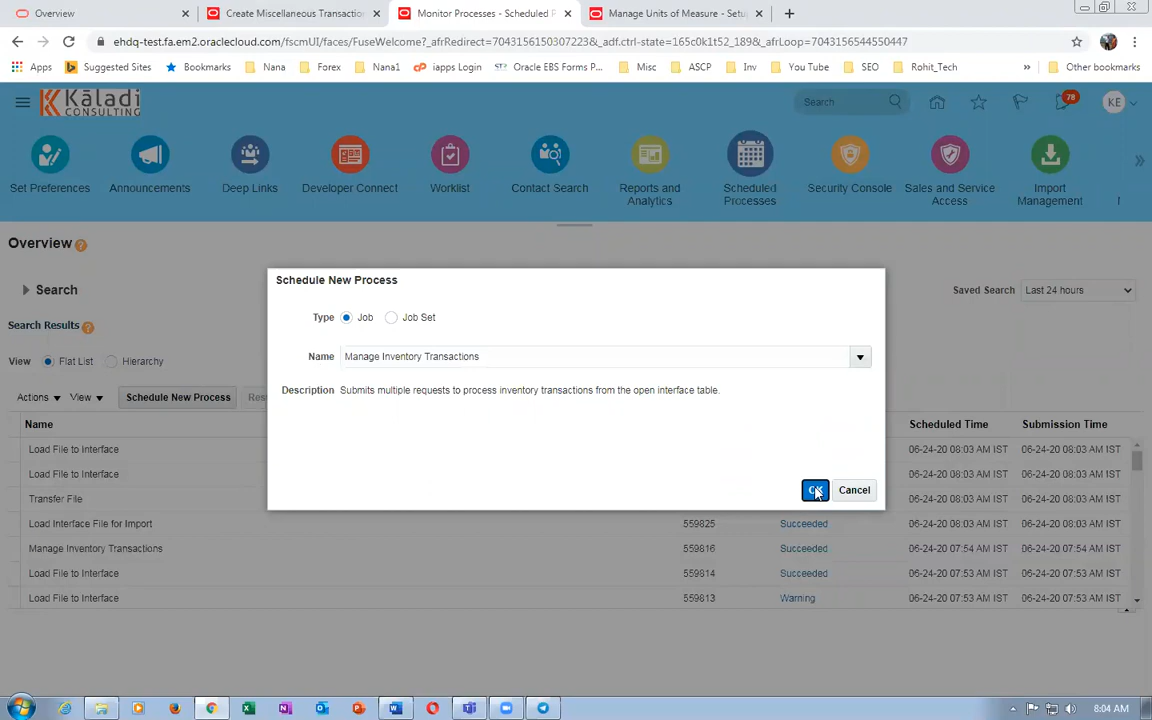 Overview
Create Miscellaneous Transaction
Monitor Processes - Scheduled P
Manage Units of Measure - Setup
ehdq-test.fa.em2.oraclecloud.com/fscmUI/faces/FuseWelcome?_afrRedirect=7043156150307223&_adf.ctrl-state=165c0k1t52_189&_afrLoop=7043156544550447
Apps Suggested Sites Bookmarks Nana Forex Nana1 iapps Login Oracle EBS Forms P... Misc ASCP Inv You Tube SEO Rohit_Tech » Other bookmarks
Kāladi
CONSULTING
Search
78
KE
Set Preferences
Announcements
Deep Links
Developer Connect
Worklist
Contact Search
Reports and
Analytics
Scheduled
Processes
Security Console
Sales and Service
Access
Import
Management
Overview
Search
Saved Search Last 24 hours
Search Results
View Flat List Hierarchy
Actions View Schedule New Process
Name Scheduled Time Submission Time
Load File to Interface 06-24-20 08:03 AM IST 06-24-20 08:03 AM IST
Load File to Interface 06-24-20 08:03 AM IST 06-24-20 08:03 AM IST
Transfer File 06-24-20 08:03 AM IST 06-24-20 08:03 AM IST
Load Interface File for Import 559825 Succeeded 06-24-20 08:03 AM IST 06-24-20 08:03 AM IST
Manage Inventory Transactions 559816 Succeeded 06-24-20 07:54 AM IST 06-24-20 07:54 AM IST
Load File to Interface 559814 Succeeded 06-24-20 07:53 AM IST 06-24-20 07:53 AM IST
Load File to Interface 559813 Warning 06-24-20 07:53 AM IST 06-24-20 07:53 AM IST
Schedule New Process
Type Job Job Set
Name Manage Inventory Transactions
Description Submits multiple requests to process inventory transactions from the open interface table.
OK Cancel
8:04 AM